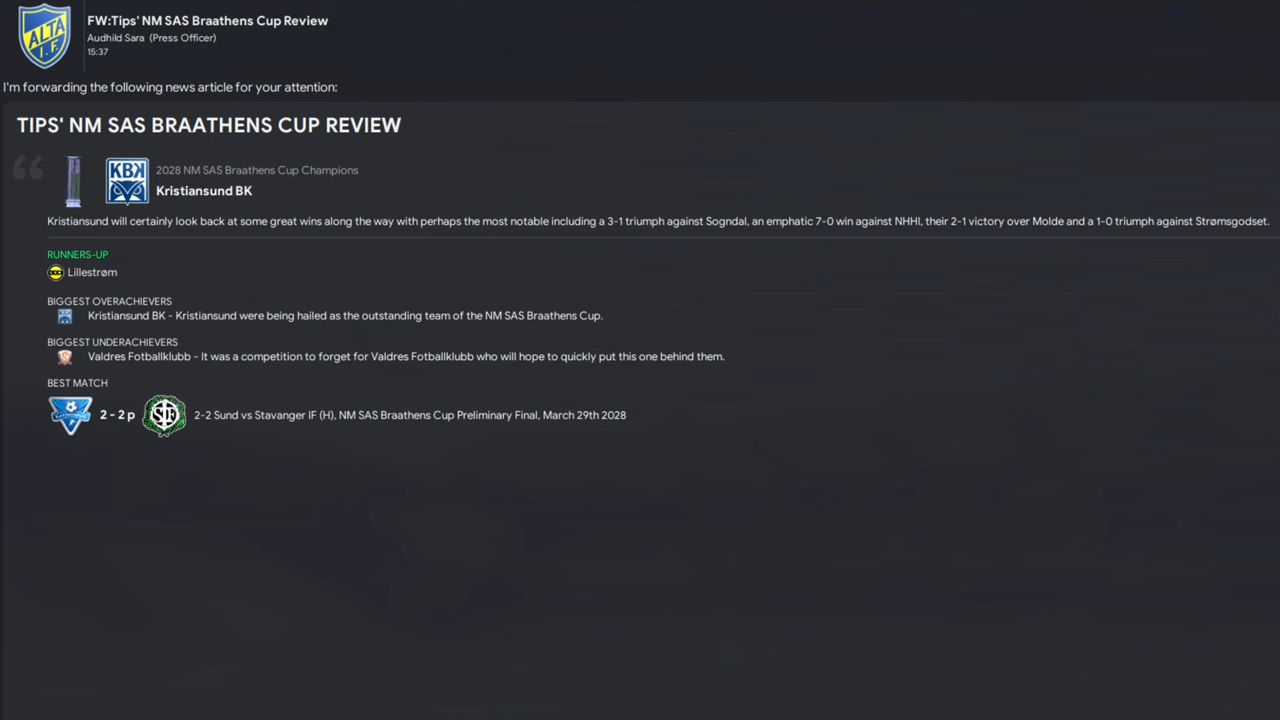 ALTA
I.F.
FW:Tips' NM SAS Braathens Cup Review
Audhild Sara (Press Officer)
15:37
I'm forwarding the following news article for your attention:
TIPS' NM SAS BRAATHENS CUP REVIEW
KBK
2028 NM SAS Braathens Cup Champions
Kristiansund BK
Kristiansund will certainly look back at some great wins along the way with perhaps the most notable including a 3-1 triumph against Sogndal, an emphatic 7-0 win against NHHI, their 2-1 victory over Molde and a 1-0 triumph against Strømsgodset.
RUNNERS-UP
Lillestrøm
BIGGEST OVERACHIEVERS
Kristiansund BK - Kristiansund were being hailed as the outstanding team of the NM SAS Braathens Cup.
BIGGEST UNDERACHIEVERS
Valdres Fotballklubb - It was a competition to forget for Valdres Fotballklubb who will hope to quickly put this one behind them.
BEST MATCH
2 - 2 p
2-2 Sund vs Stavanger IF (H), NM SAS Braathens Cup Preliminary Final, March 29th 2028